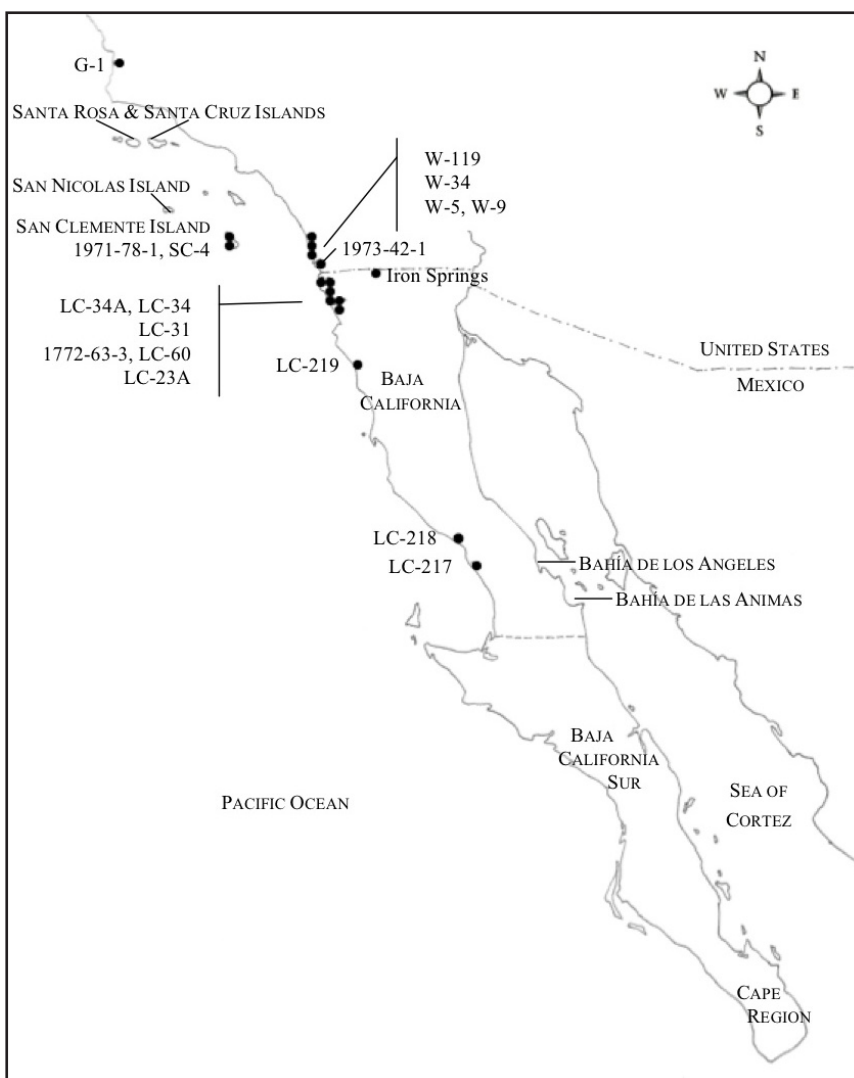 G-1
N
W E
S
SANTA ROSA & SANTA CRUZ ISLANDS
W-119
W-34
W-5, W-9
SAN NICOLAS ISLAND
SAN CLEMENTE ISLAND
1971-78-1, SC-4
1973-42-1
Iron Springs
LC-34A, LC-34
LC-31
1772-63-3, LC-60
LC-23A
UNITED STATES
MEXICO
LC-219
BAJA
CALIFORNIA
LC-218
LC-217
BAHÍA DE LOS ANGELES
BAHÍA DE LAS ANIMAS
BAJA
CALIFORNIA
SUR
PACIFIC OCEAN
SEA OF
CORTEZ
CAPE
REGION